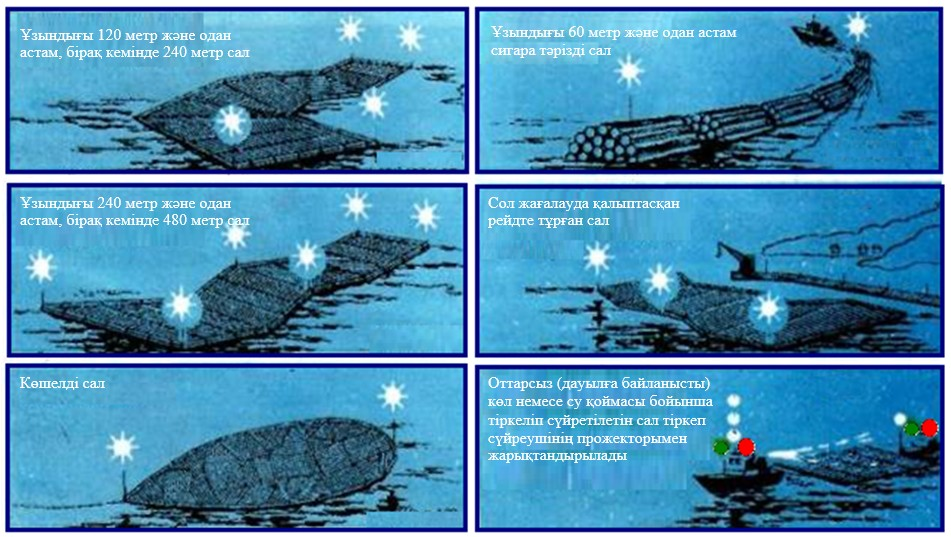 Ұзындығы 120 метр және одан
астам, бірақ кемінде 240 метр сал
Ұзындығы 60 метр және одан астам
сигара тәрізді сал
Ұзындығы 240 метр және одан
астам, бірақ кемінде 480 метр сал
Сол жағалауда қалыптасқан
рейдте тұрған сал
Көшелді сал
Оттарсыз (дауылға байланысты)
көл немесе су қоймасы бойынша
тіркеліп сүйретілетін сал тіркеп
сүйреушінің прожекторымен
жарықтандырылады